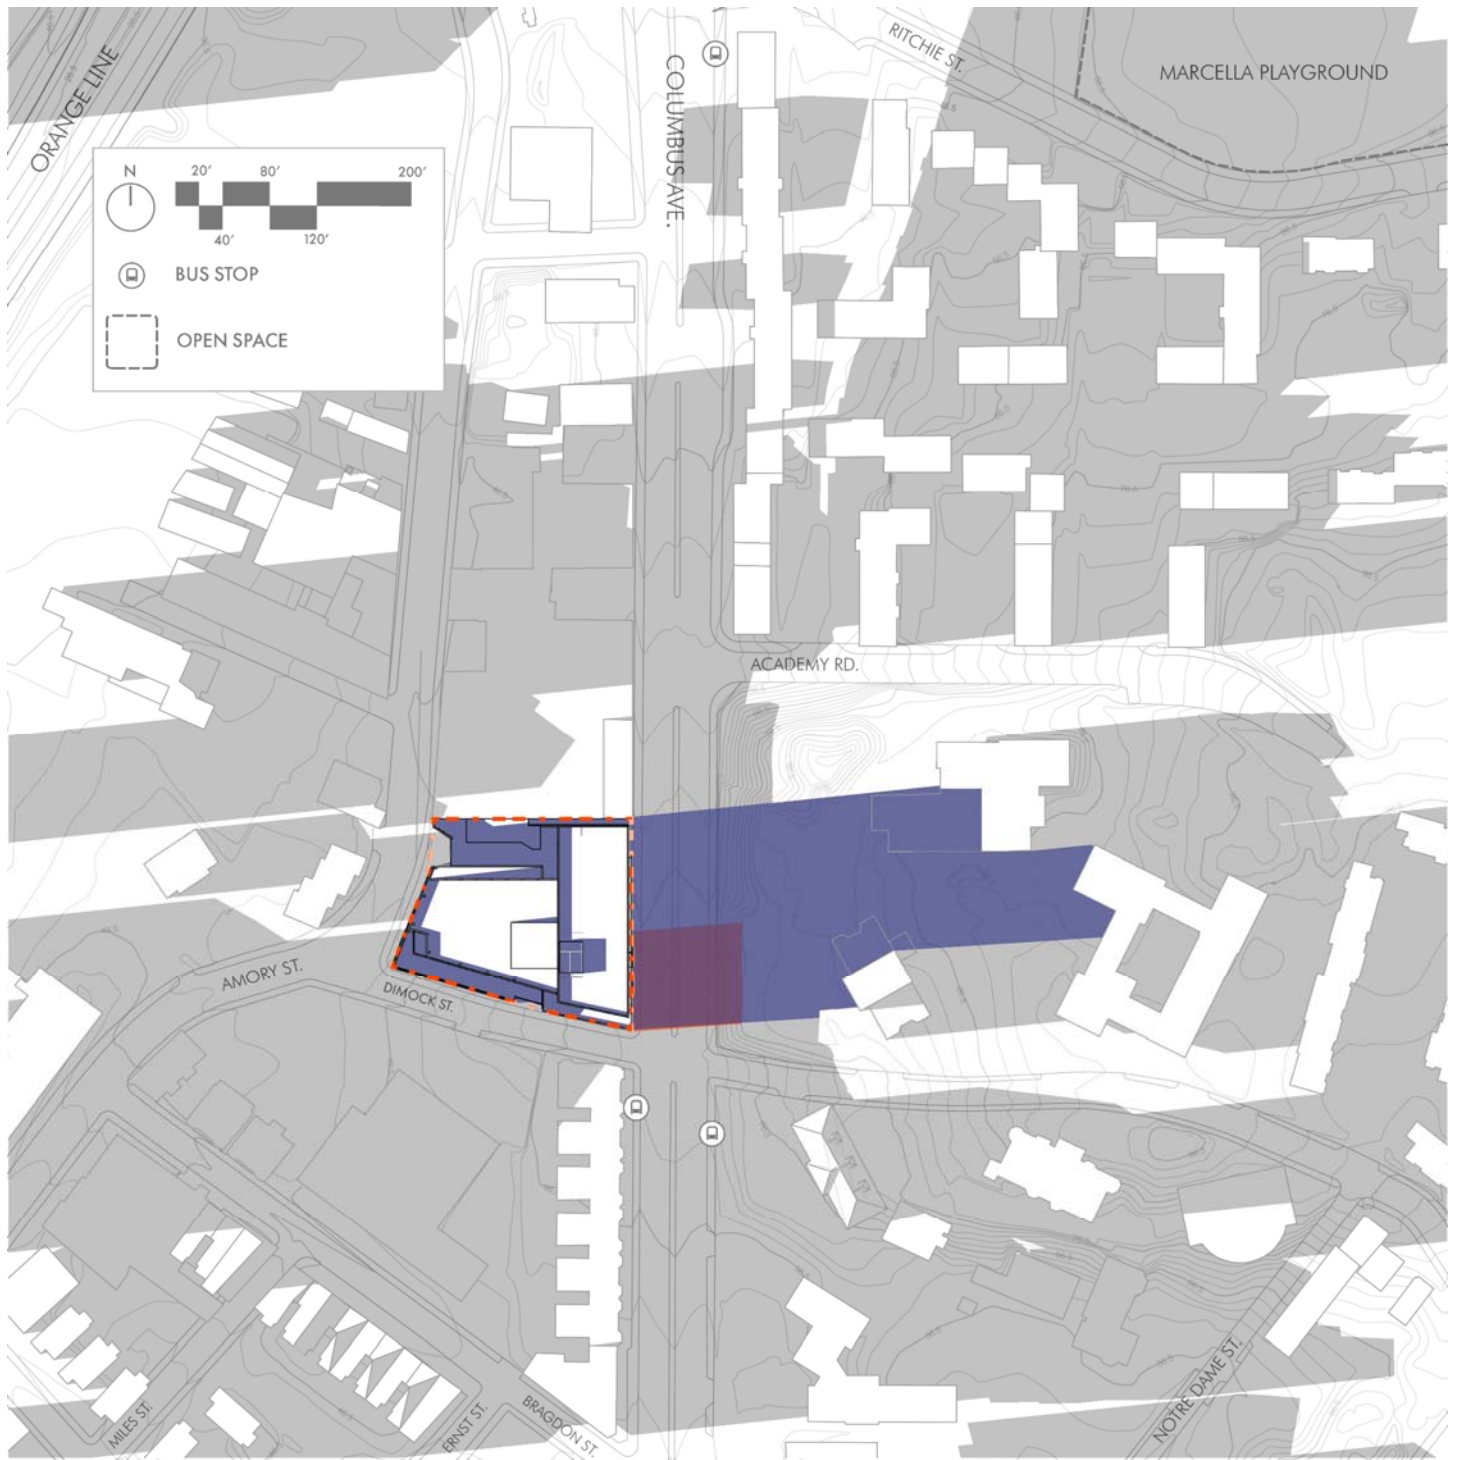 RITCHIE ST.
MARCELLA PLAYGROUND
ORANGE LINE
COLUMBUS AVE.
N
20'
80'
200'
40'
120'
BUS STOP
OPEN SPACE
ACADEMY RD.
AMORY ST.
DIMOCK ST.
MILES ST.
ERNST ST.
BRAGDON ST.
NOTRE DAME ST.